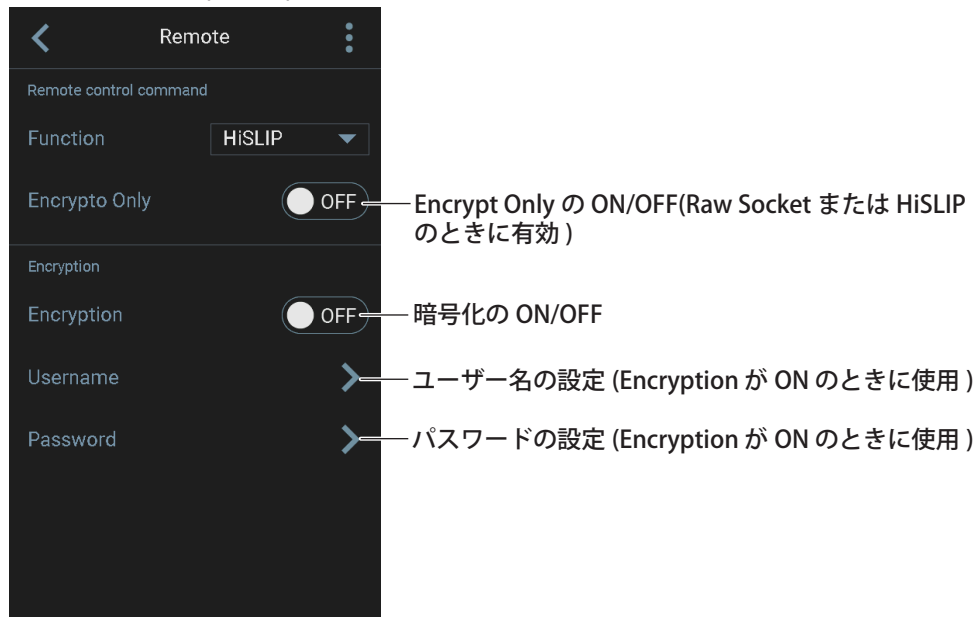 Remote
Remote control command
Function
HiSLIP
Encrypto Only
OFF
Encrypt Only の ON/OFF(Raw Socket または HiSLIP
のときに有効 )
Encryption
Encryption
OFF
暗号化の ON/OFF
Username
ユーザー名の設定 (Encryption が ON のときに使用 )
Password
パスワードの設定 (Encryption が ON のときに使用 )